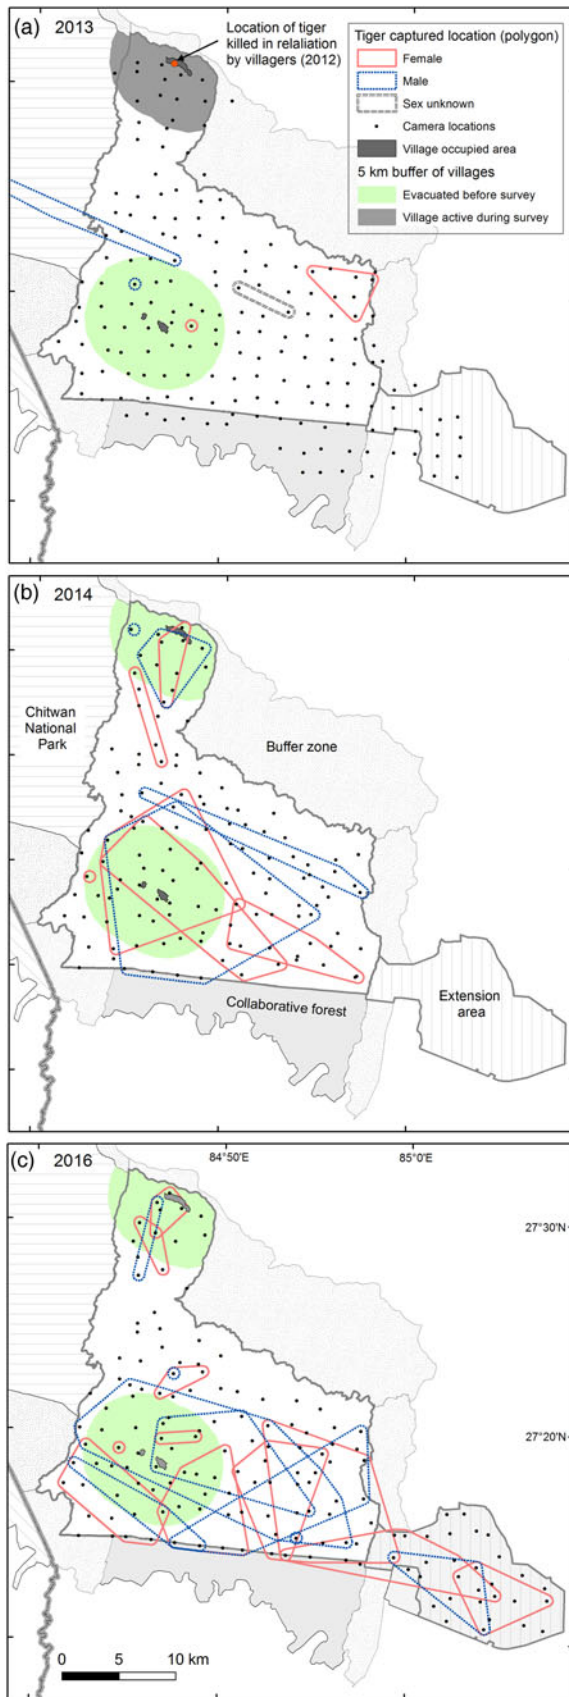 (a) 2013
Location of tiger
killed in relaliation
by villagers (2012)
Tiger captured location (polygon)
Female
Male
Sex unknown
Camera locations
Village occupied area
5 km buffer of villages
Evacuated before survey
Village active during survey
(b) 2014
Chitwan
National
Park
Buffer zone
Collaborative forest
Extension
area
(c) 2016
84°50'E
85°0'E
27°30'N
27°20'N
0 5 10 km